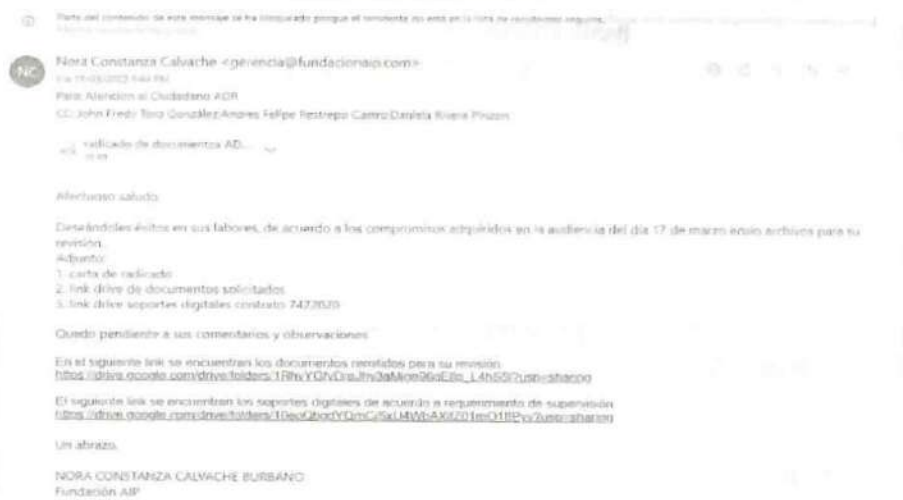 Parte del contenido de este mensaje se ha bloqueado porque el remitente no está en la lista de remitentes seguros.
NC
Nora Constanza Calvache <gerencia@fundacionaip.com>
Para: Atención al Ciudadano ADR
CC: John Fredy Toro González; Andres Felipe Restrepo Castro; Daniela Rivera Pinzon
radicado de documentos AD...
Afectuoso saludo
Deseándoles éxitos en sus labores, de acuerdo a los compromisos adquiridos en la audiencia del día 17 de marzo envío archivos para su
revisión.
Adjunto:
1. carta de radicado
2. link drive de documentos solicitados
3. link drive soportes digitales contrato 7472020
Quedo pendiente a sus comentarios y observaciones
En el siguiente link se encuentran los documentos remitidos para su revisión
El siguiente link se encuentran los soportes digitales de acuerdo a requerimiento de supervisión
Un abrazo,
NORA CONSTANZA CALVACHE BURBANO
Fundación AIP